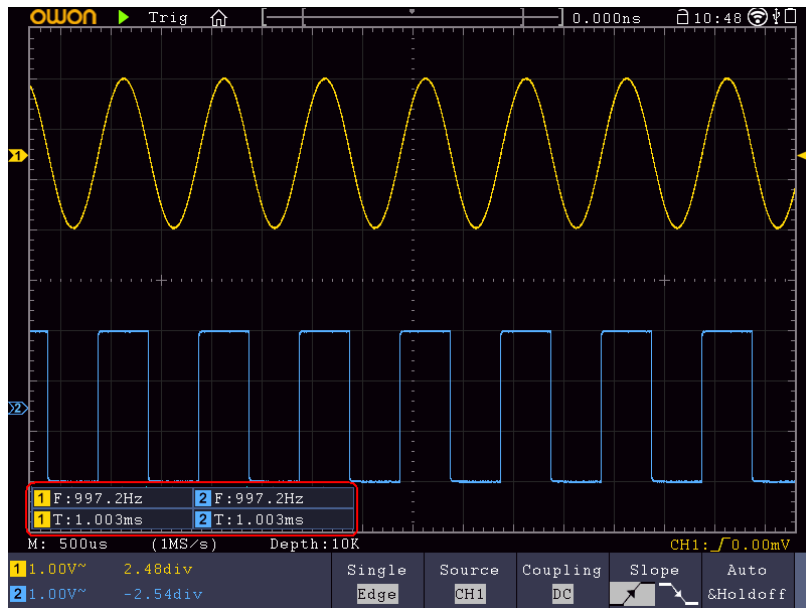 OWON Trig 0.000ns 10:48
1
2
1 F:997.2Hz 2 F:997.2Hz
1 T:1.003ms 2 T:1.003ms
M: 500us (1MS/s) Depth:10K CH1: 0.00mV
1 1.00V~ 2.48div Single Source Coupling Slope Auto
2 1.00V~ -2.54div Edge CH1 DC &Holdoff